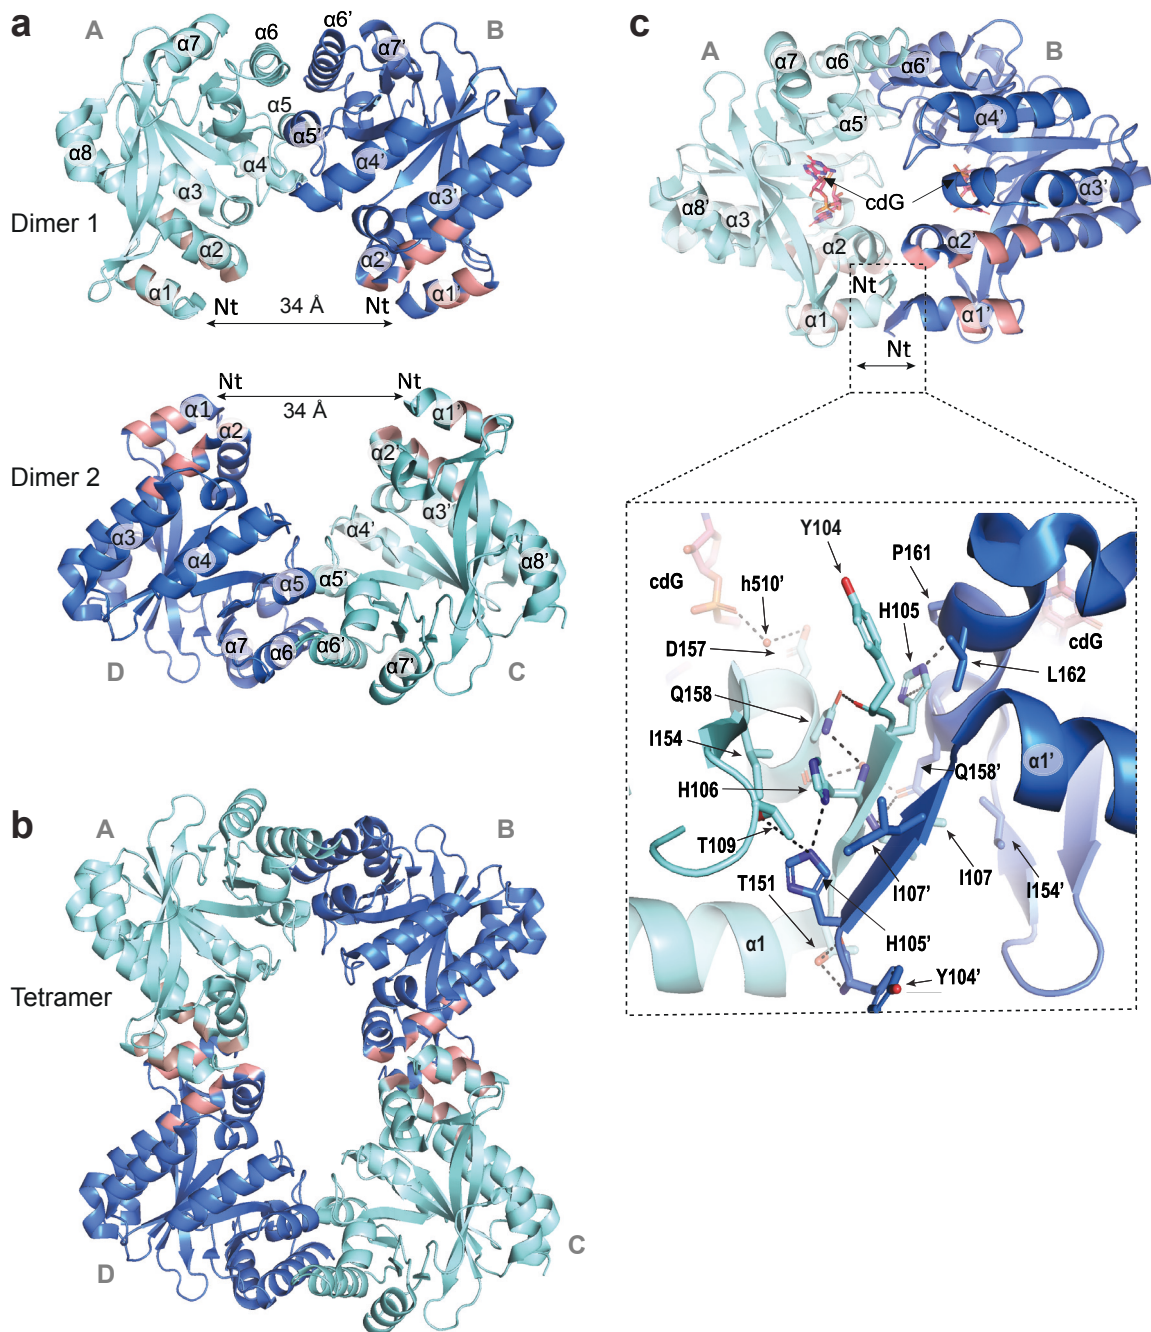 a
A
α7
α6
α6’
α7’
B
α5
α5’
α8
α4
α4’
α3
α3’
Dimer 1
α2
α2’
α1
Nt
34 Å
Nt
α1’
Nt
34 Å
Nt
α1
α2
α1’
α2’
Dimer 2
α3
α3’
α4
α4’
α8’
α5
α5’
α7
α6
α6’
α7’
D
C
b
A
B
Tetramer
D
C
c
A
B
α7
α6
α6’
α5’
α4’
cdG
α8’
α3
α3’
α2
α2’
Nt
α1
α1’
Nt
Y104
P161
cdG
h510’
H105
D157
cdG
L162
Q158
I154
α1’
Q158’
H106
T109
I107
I154’
T151
I107’
α1
H105’
Y104’